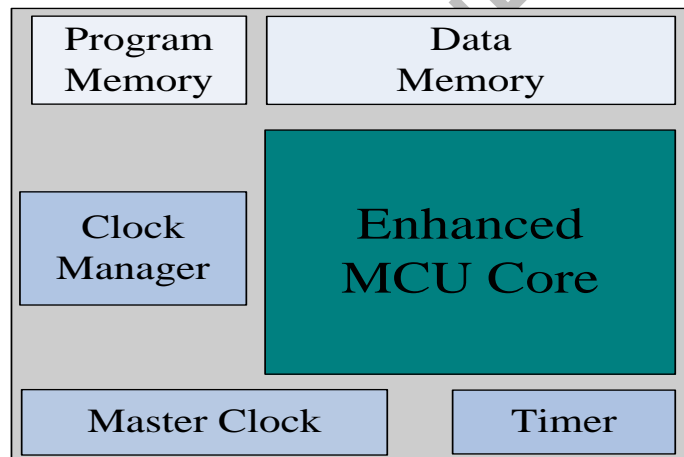 Program
Memory
Data
Memory
Clock
Manager
Enhanced
MCU Core
Master Clock
Timer